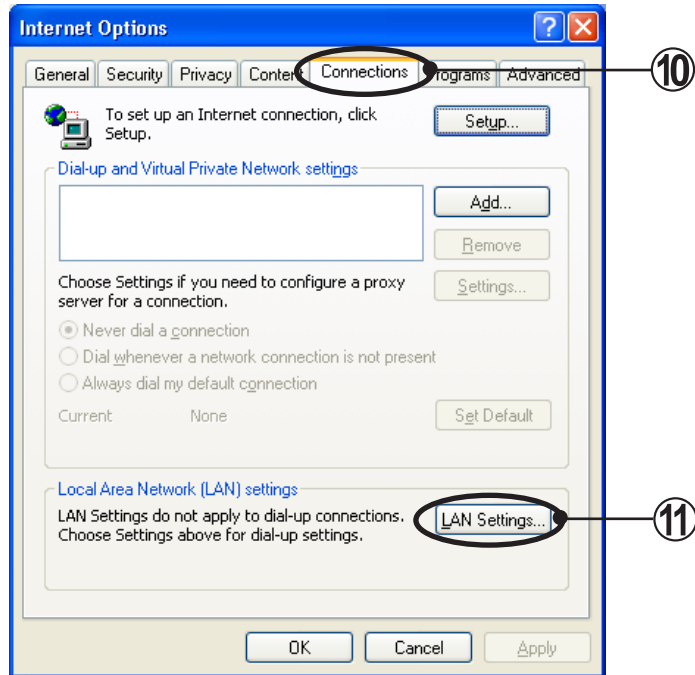 Internet Options
General Security Privacy Content Connections Programs Advanced
10
To set up an Internet connection, click
Setup.
Setup...
Dial-up and Virtual Private Network settings
Add...
Remove
Choose Settings if you need to configure a proxy
server for a connection.
Settings...
Never dial a connection
Dial whenever a network connection is not present
Always dial my default connection
Current None
Set Default
Local Area Network (LAN) settings
LAN Settings do not apply to dial-up connections.
Choose Settings above for dial-up settings.
LAN Settings...
11
OK Cancel Apply